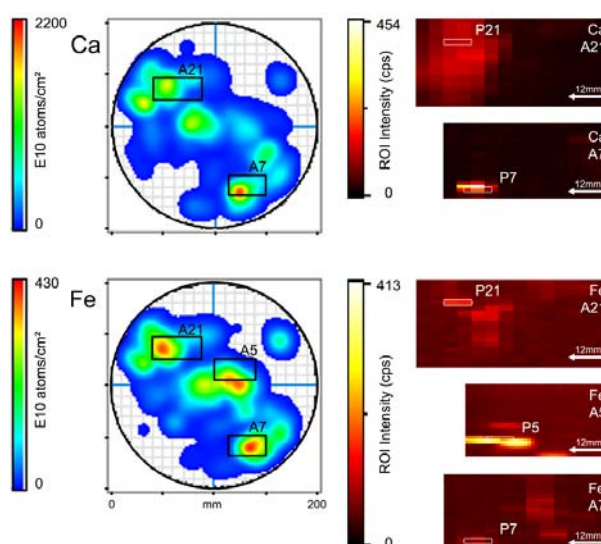 2200
Ca
E10 atoms/cm²
0
A21
A7
454
ROI Intensity (cps)
0
P21
Ca
A21
12mm
Ca
A7
P7
12mm
430
Fe
E10 atoms/cm²
0
A21
A5
A7
0
mm
200
413
ROI Intensity (cps)
0
P21
Fe
A21
12mm
Fe
A5
P5
12mm
Fe
A7
P7
12mm